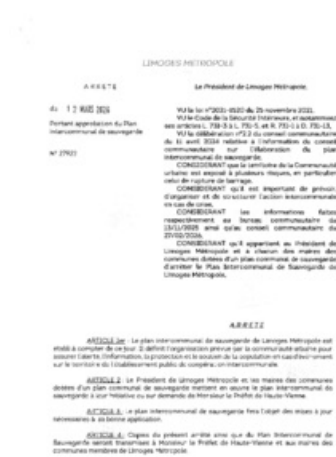 LIMOGES METROPOLE
ARRETE
du 12 MARS 2026
Portant approbation du Plan
intercommunal de sauvegarde
N° 27922
Le Président de Limoges Métropole,
VU la loi n°2021-1520 du 25 novembre 2021,
VU le Code de la Sécurité Intérieure, et notamment
ses articles L. 731-3 à L. 731-5, et R. 731-1 à D. 731-13,
VU la délibération n°2.2 du conseil communautaire
du 11 avril 2024 relative à l'information du conseil
communautaire sur l'élaboration du plan
intercommunal de sauvegarde,
CONSIDERANT que le territoire de la Communauté
urbaine est exposé à plusieurs risques, en particulier
celui de rupture de barrage,
CONSIDERANT qu'il est important de prévoir,
d'organiser et de structurer l'action intercommunale
en cas de crise,
CONSIDERANT les informations faites
respectivement au bureau communautaire du
13/11/2025 ainsi qu'au conseil communautaire du
27/02/2026,
CONSIDERANT qu'il appartient au Président de
Limoges Métropole et à chacun des maires des
communes dotées d'un plan communal de sauvegarde
d'arrêter le Plan Intercommunal de Sauvegarde de
Limoges Métropole,
ARRETE
ARTICLE 1er : Le plan intercommunal de sauvegarde de Limoges Métropole est
établi à compter de ce jour. Il définit l'organisation prévue par la communauté urbaine pour
assurer l'alerte, l'information, la protection et le soutien de la population en cas d'évènement
sur le territoire de l'établissement public de coopération intercommunale.
ARTICLE 2 : Le Président de Limoges Métropole et les maires des communes
dotées d'un plan communal de sauvegarde mettent en œuvre le plan intercommunal de
sauvegarde à leur initiative ou sur demande de Monsieur le Préfet de Haute-Vienne.
ARTICLE 3 : Le plan intercommunal de sauvegarde fera l'objet des mises à jour
nécessaires à sa bonne application.
ARTICLE 4 : Copies du présent arrêté ainsi que du Plan Intercommunal de
Sauvegarde seront transmises à Monsieur le Préfet de Haute-Vienne et aux maires des
communes membres de Limoges Métropole.